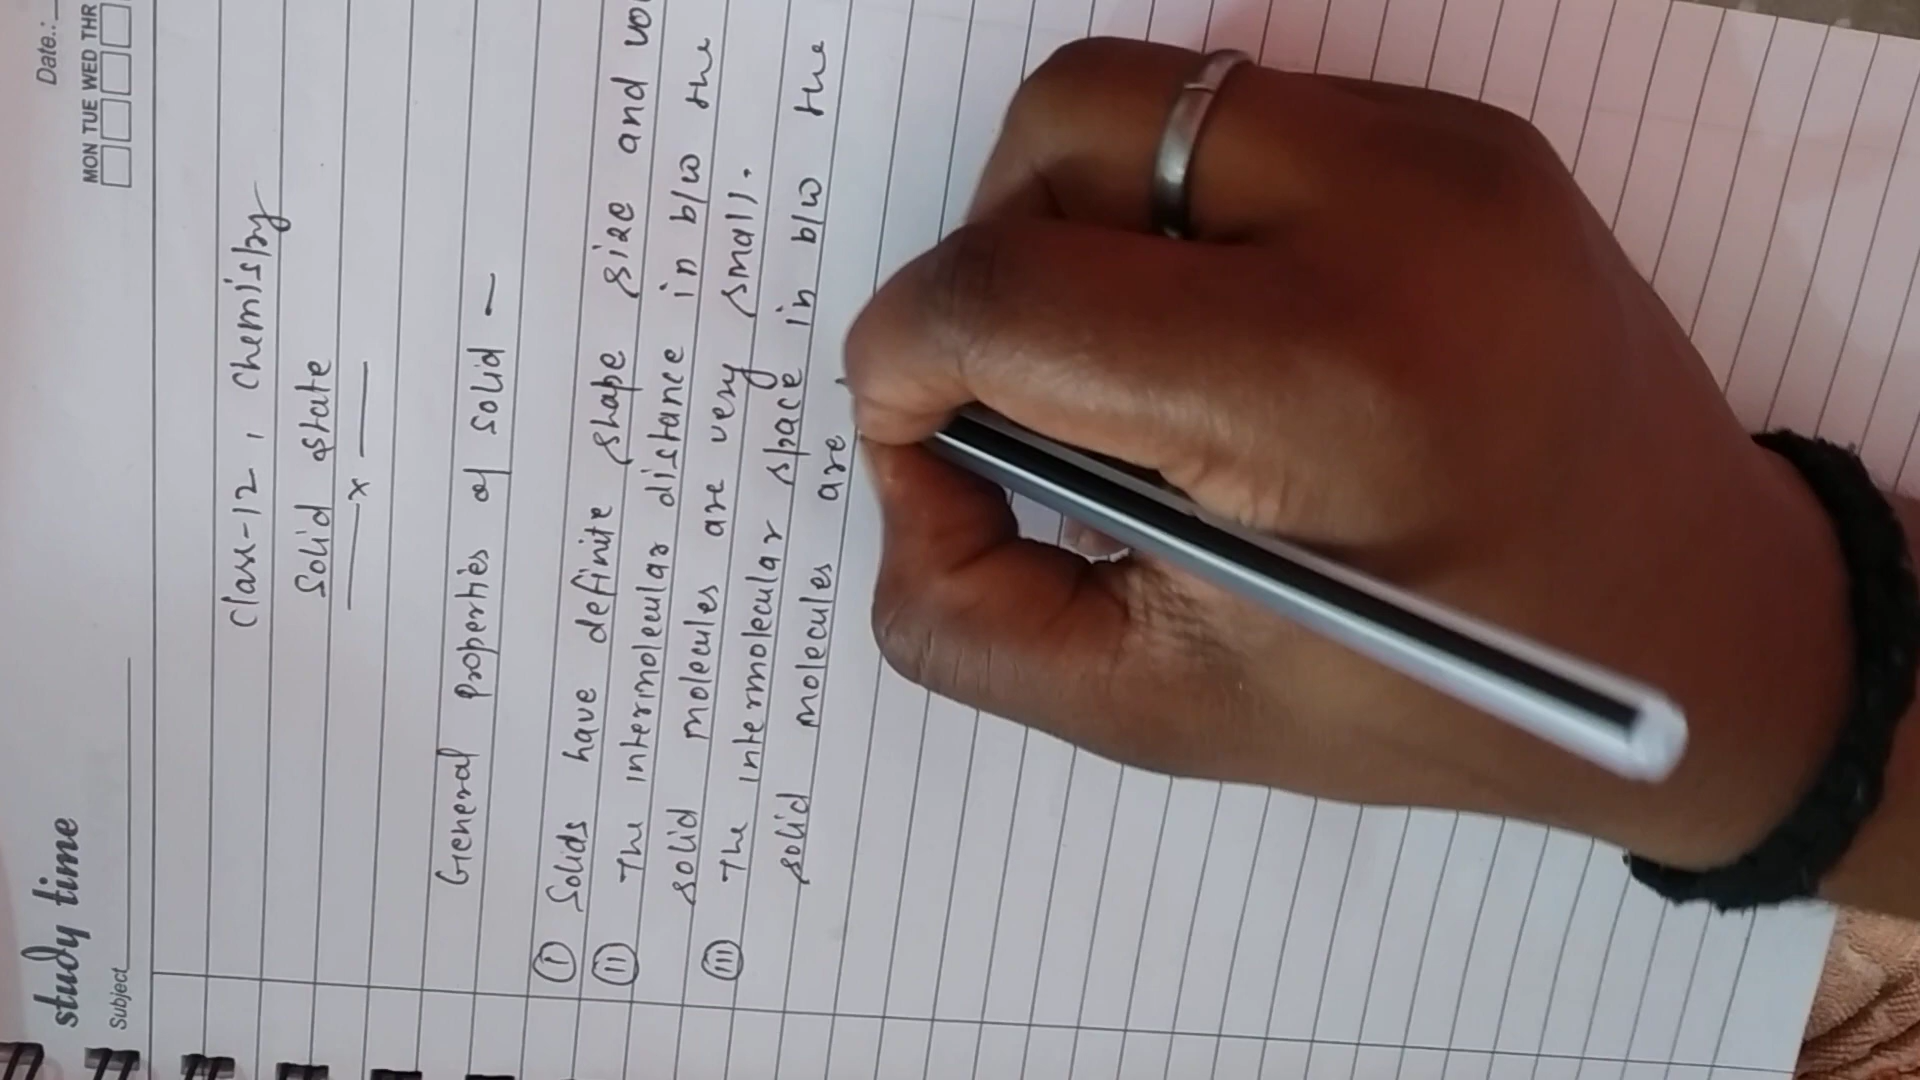 study time
Date.:
Subject
MON TUE WED THR
Class-12, Chemistry
Solid state
—x—
General properties of solid —
(i) Solids have definite shape size and
(ii) The intermolecular distance in b/w the
solid molecules are very small.
(iii) The intermolecular space in b/w the
solid molecules are